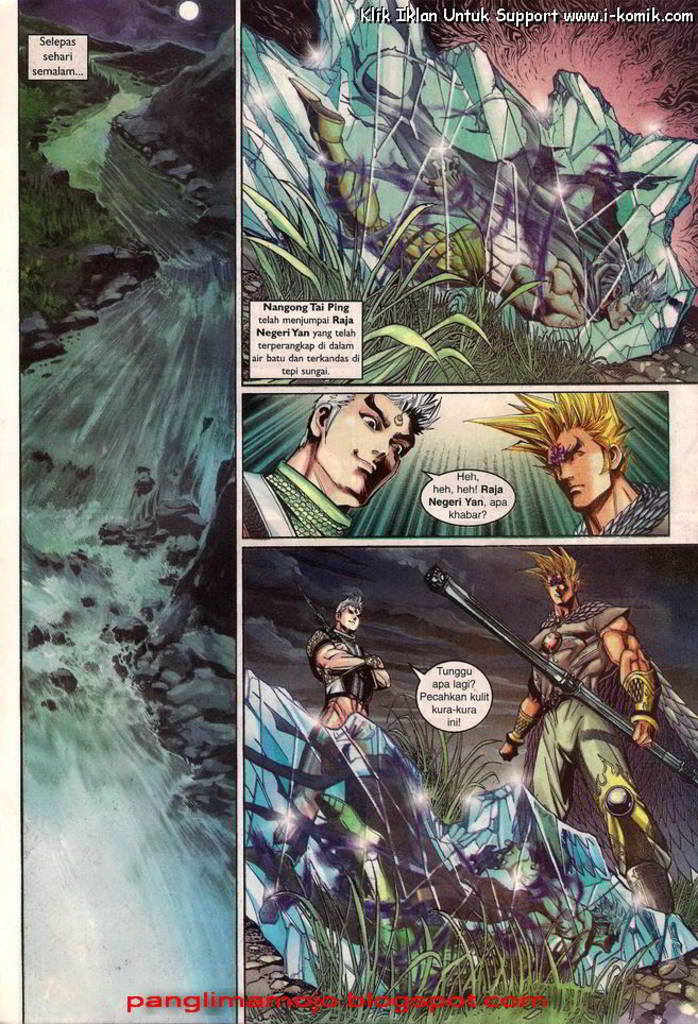 Klik Iklan Untuk Support www.i-komik.com
Selepas
sehari
semalam...
Nangong Tai Ping
telah menjumpai Raja
Negeri Yan yang telah
terperangkap di dalam
air batu dan terkandas di
tepi sungai.
Heh,
heh, heh! Raja
Negeri Yan, apa
khabar?
Tunggu
apa lagi?
Pecahkan kulit
kura-kura
ini!
panglimamojo.blogspot.com